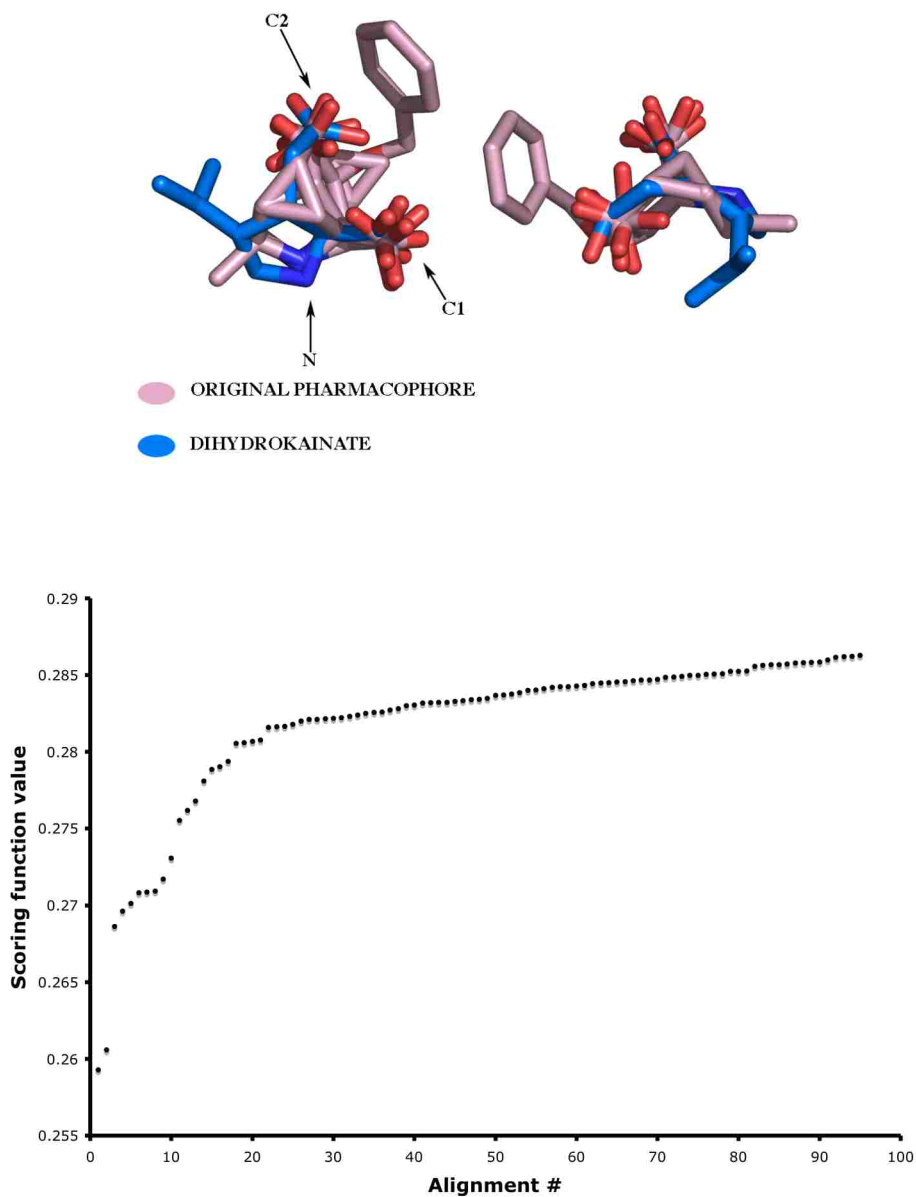 C2
C1
N
ORIGINAL PHARMACOPHORE
DIHYDROKAINATE
0.29
0.285
0.28
0.275
0.27
0.265
0.26
0.255
Scoring function value
0 10 20 30 40 50 60 70 80 90 100
Alignment #